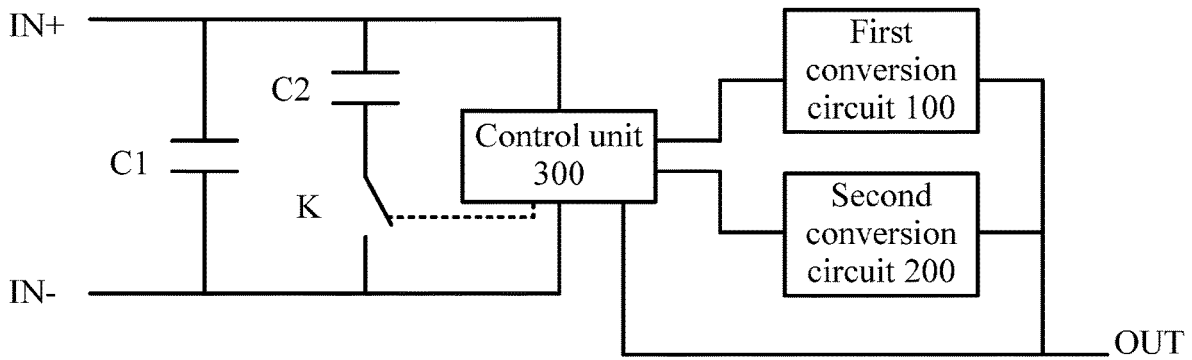 IN+
C2
C1
K
IN-
Control unit
300
First
conversion
circuit 100
Second
conversion
circuit 200
OUT